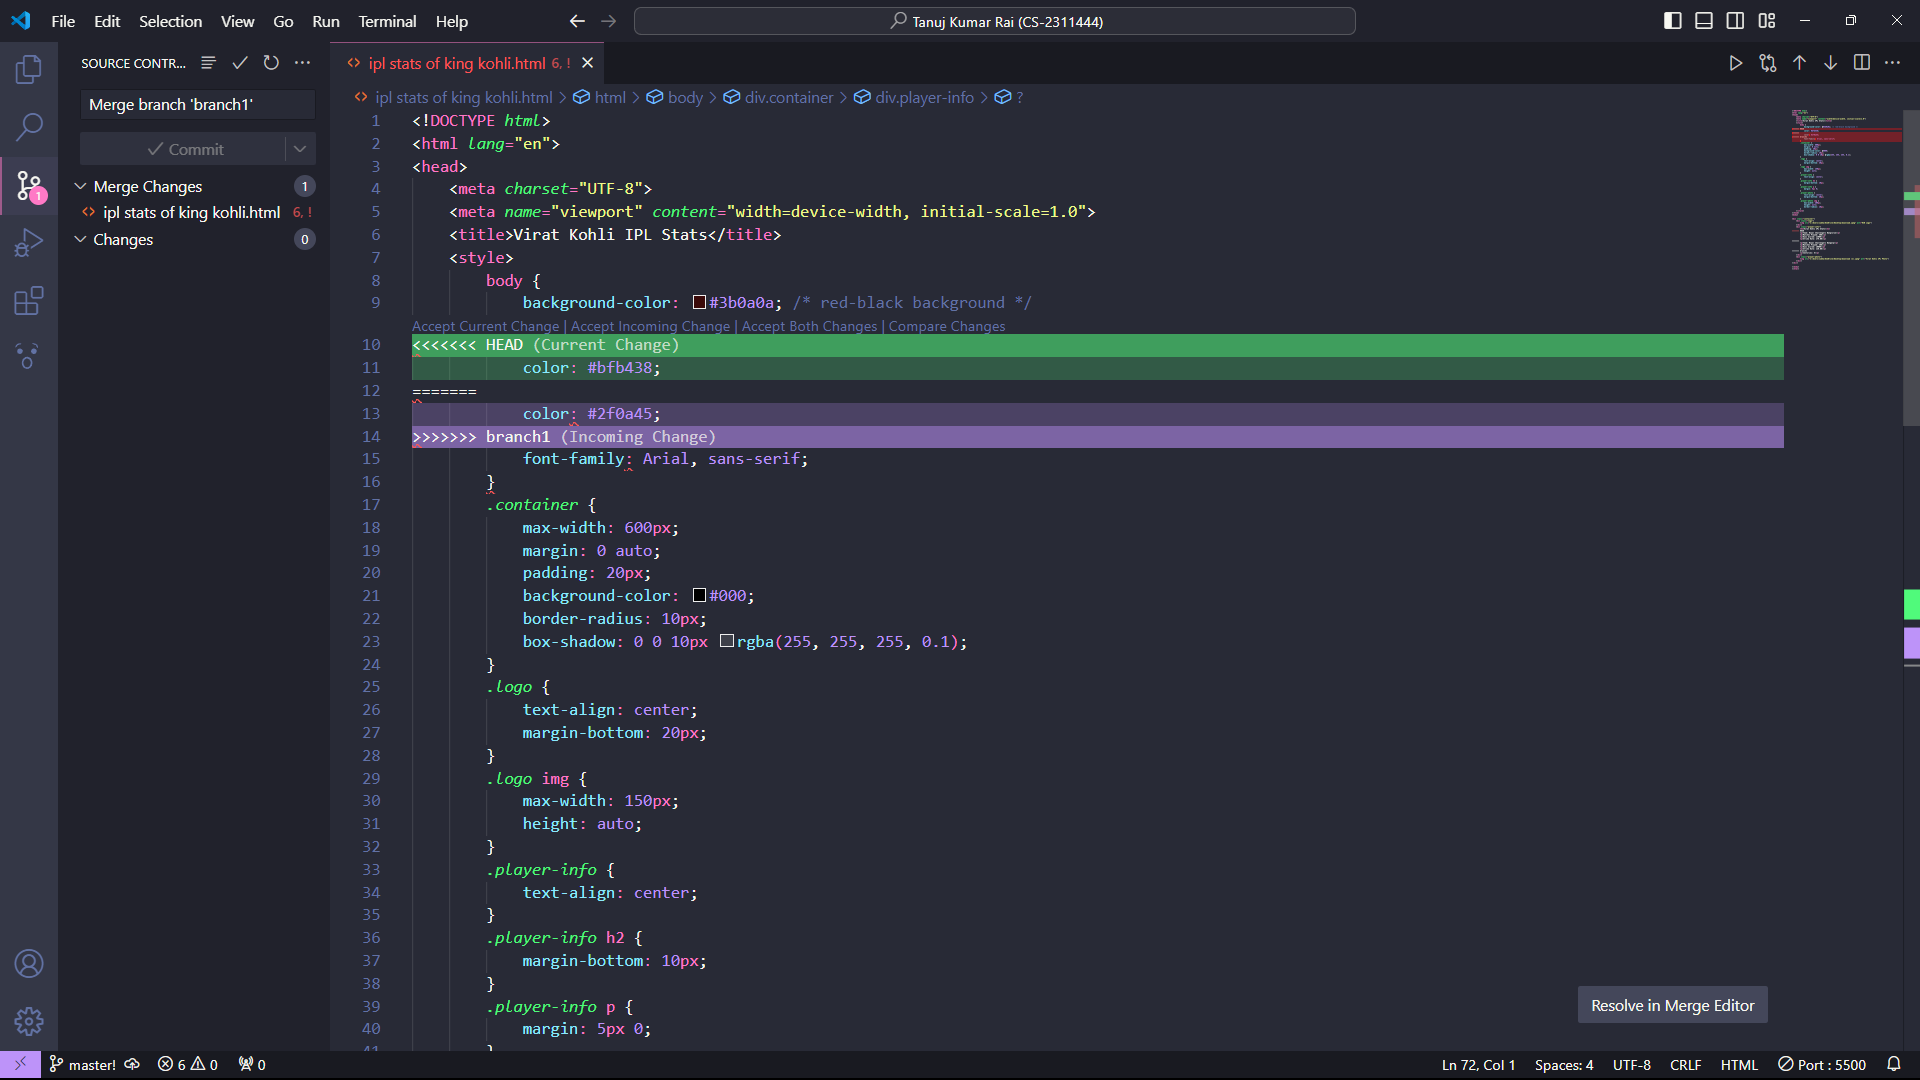 File Edit Selection View Go Run Terminal Help
Tanuj Kumar Rai (CS-2311444)
SOURCE CONTR...
Merge branch 'branch1'
Commit
Merge Changes 1
ipl stats of king kohli.html 6, !
Changes 0
1
ipl stats of king kohli.html 6, !
ipl stats of king kohli.html > html > body > div.container > div.player-info > ?
1 <!DOCTYPE html>
2 <html lang="en">
3 <head>
4     <meta charset="UTF-8">
5     <meta name="viewport" content="width=device-width, initial-scale=1.0">
6     <title>Virat Kohli IPL Stats</title>
7     <style>
8         body {
9             background-color: #3b0a0a; /* red-black background */
Accept Current Change | Accept Incoming Change | Accept Both Changes | Compare Changes
10 <<<<<<< HEAD (Current Change)
11             color: #bfb438;
12 =======
13             color: #2f0a45;
14 >>>>>>> branch1 (Incoming Change)
15             font-family: Arial, sans-serif;
16         }
17         .container {
18             max-width: 600px;
19             margin: 0 auto;
20             padding: 20px;
21             background-color: #000;
22             border-radius: 10px;
23             box-shadow: 0 0 10px rgba(255, 255, 255, 0.1);
24         }
25         .logo {
26             text-align: center;
27             margin-bottom: 20px;
28         }
29         .logo img {
30             max-width: 150px;
31             height: auto;
32         }
33         .player-info {
34             text-align: center;
35         }
36         .player-info h2 {
37             margin-bottom: 10px;
38         }
39         .player-info p {
40             margin: 5px 0;
Resolve in Merge Editor
master! 6 0 0
Ln 72, Col 1 Spaces: 4 UTF-8 CRLF HTML Port : 5500